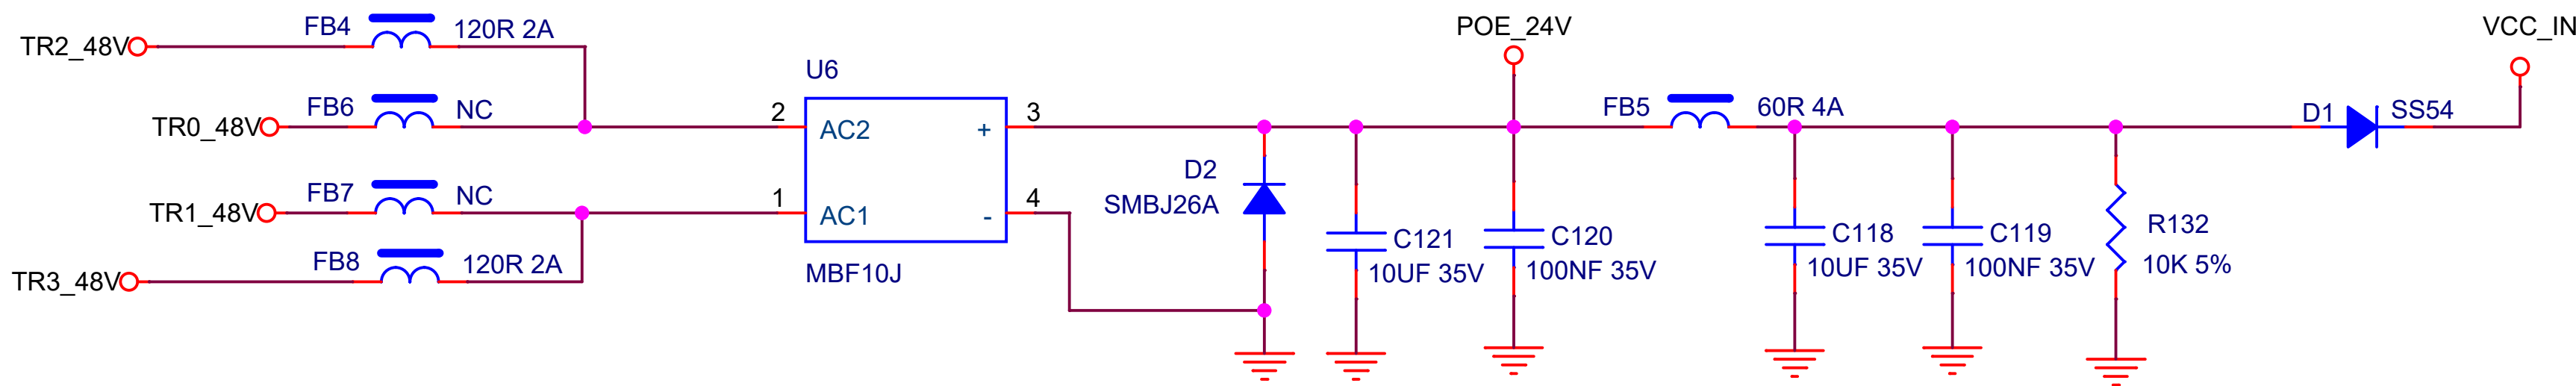 POE_24V
VCC_IN
TR2_48V
FB4
120R 2A
U6
TR0_48V
FB6
NC
2
AC2
+
3
FB5
60R 4A
D1
SS54
TR1_48V
FB7
NC
1
AC1
-
4
D2
SMBJ26A
C121
10UF 35V
C120
100NF 35V
C118
10UF 35V
C119
100NF 35V
R132
10K 5%
TR3_48V
FB8
120R 2A
MBF10J